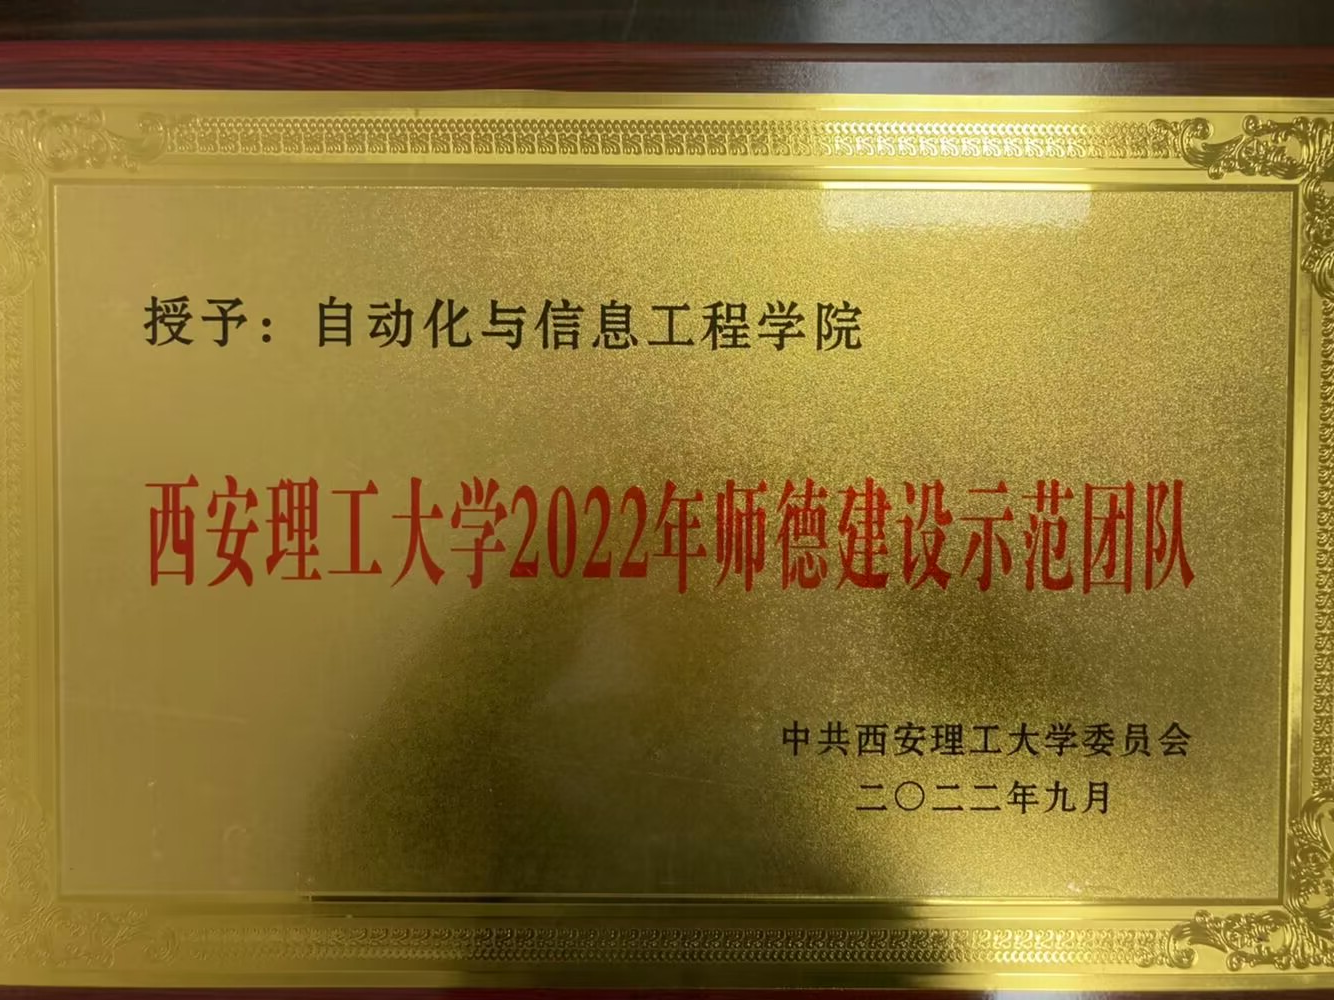 授予：自动化与信息工程学院
西安理工大学2022年师德建设示范团队
中共西安理工大学委员会
二〇二二年九月